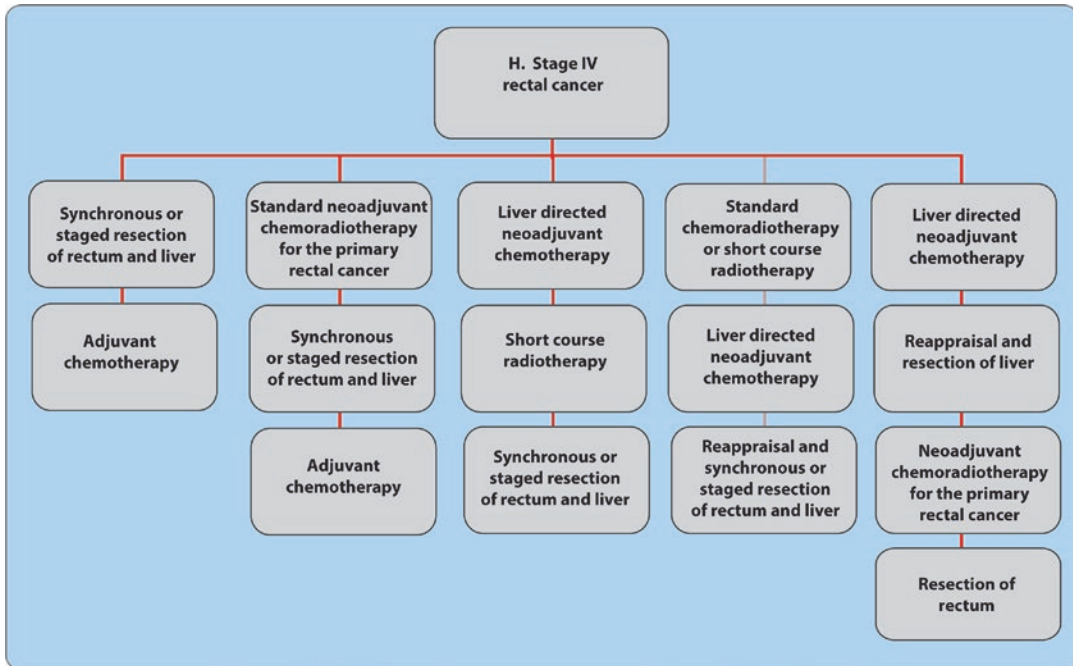 H. Stage IV
rectal cancer
Synchronous or
staged resection
of rectum and liver
Adjuvant
chemotherapy
Standard neoadjuvant
chemoradiotherapy
for the primary
rectal cancer
Synchronous
or staged resection
of rectum and liver
Adjuvant
chemotherapy
Liver directed
neoadjuvant
chemotherapy
Short course
radiotherapy
Synchronous or
staged resection
of rectum and liver
Standard
chemoradiotherapy
or short course
radiotherapy
Liver directed
neoadjuvant
chemotherapy
Reappraisal and
synchronous or
staged resection
of rectum and liver
Liver directed
neoadjuvant
chemotherapy
Reappraisal and
resection of liver
Neoadjuvant
chemoradiotherapy
for the primary
rectal cancer
Resection of
rectum